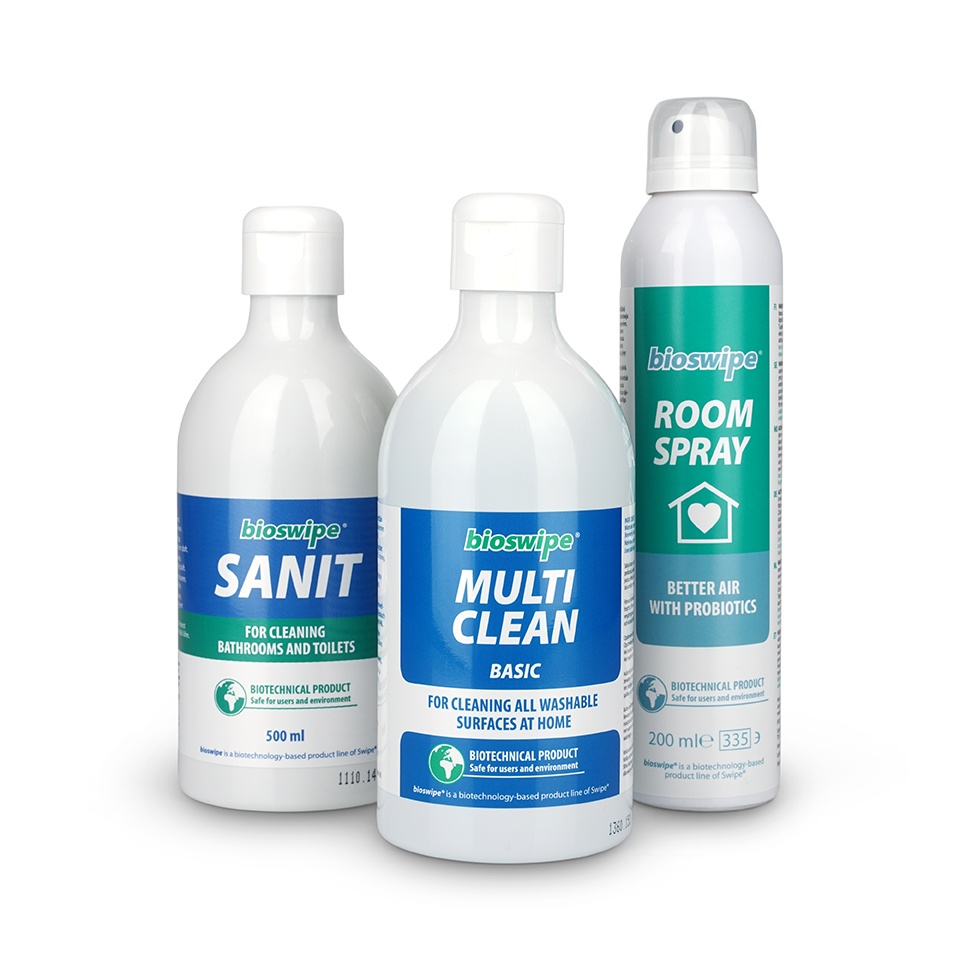 bioswipe®
SANIT
FOR CLEANING
BATHROOMS AND TOILETS
BIOTECHNICAL PRODUCT
Safe for users and environment
500 ml
bioswipe is a biotechnology-based product line of Swipe®
1110.14
bioswipe®
MULTI
CLEAN
BASIC
FOR CLEANING ALL WASHABLE
SURFACES AT HOME
BIOTECHNICAL PRODUCT
Safe for users and environment
bioswipe® is a biotechnology-based product line of Swipe®
1360.
bioswipe®
ROOM
SPRAY
BETTER AIR
WITH PROBIOTICS
BIOTECHNICAL PRODUCT
Safe for users and environment
200 ml℮ 335 3
bioswipe® is a biotechnology-based
product line of Swipe®